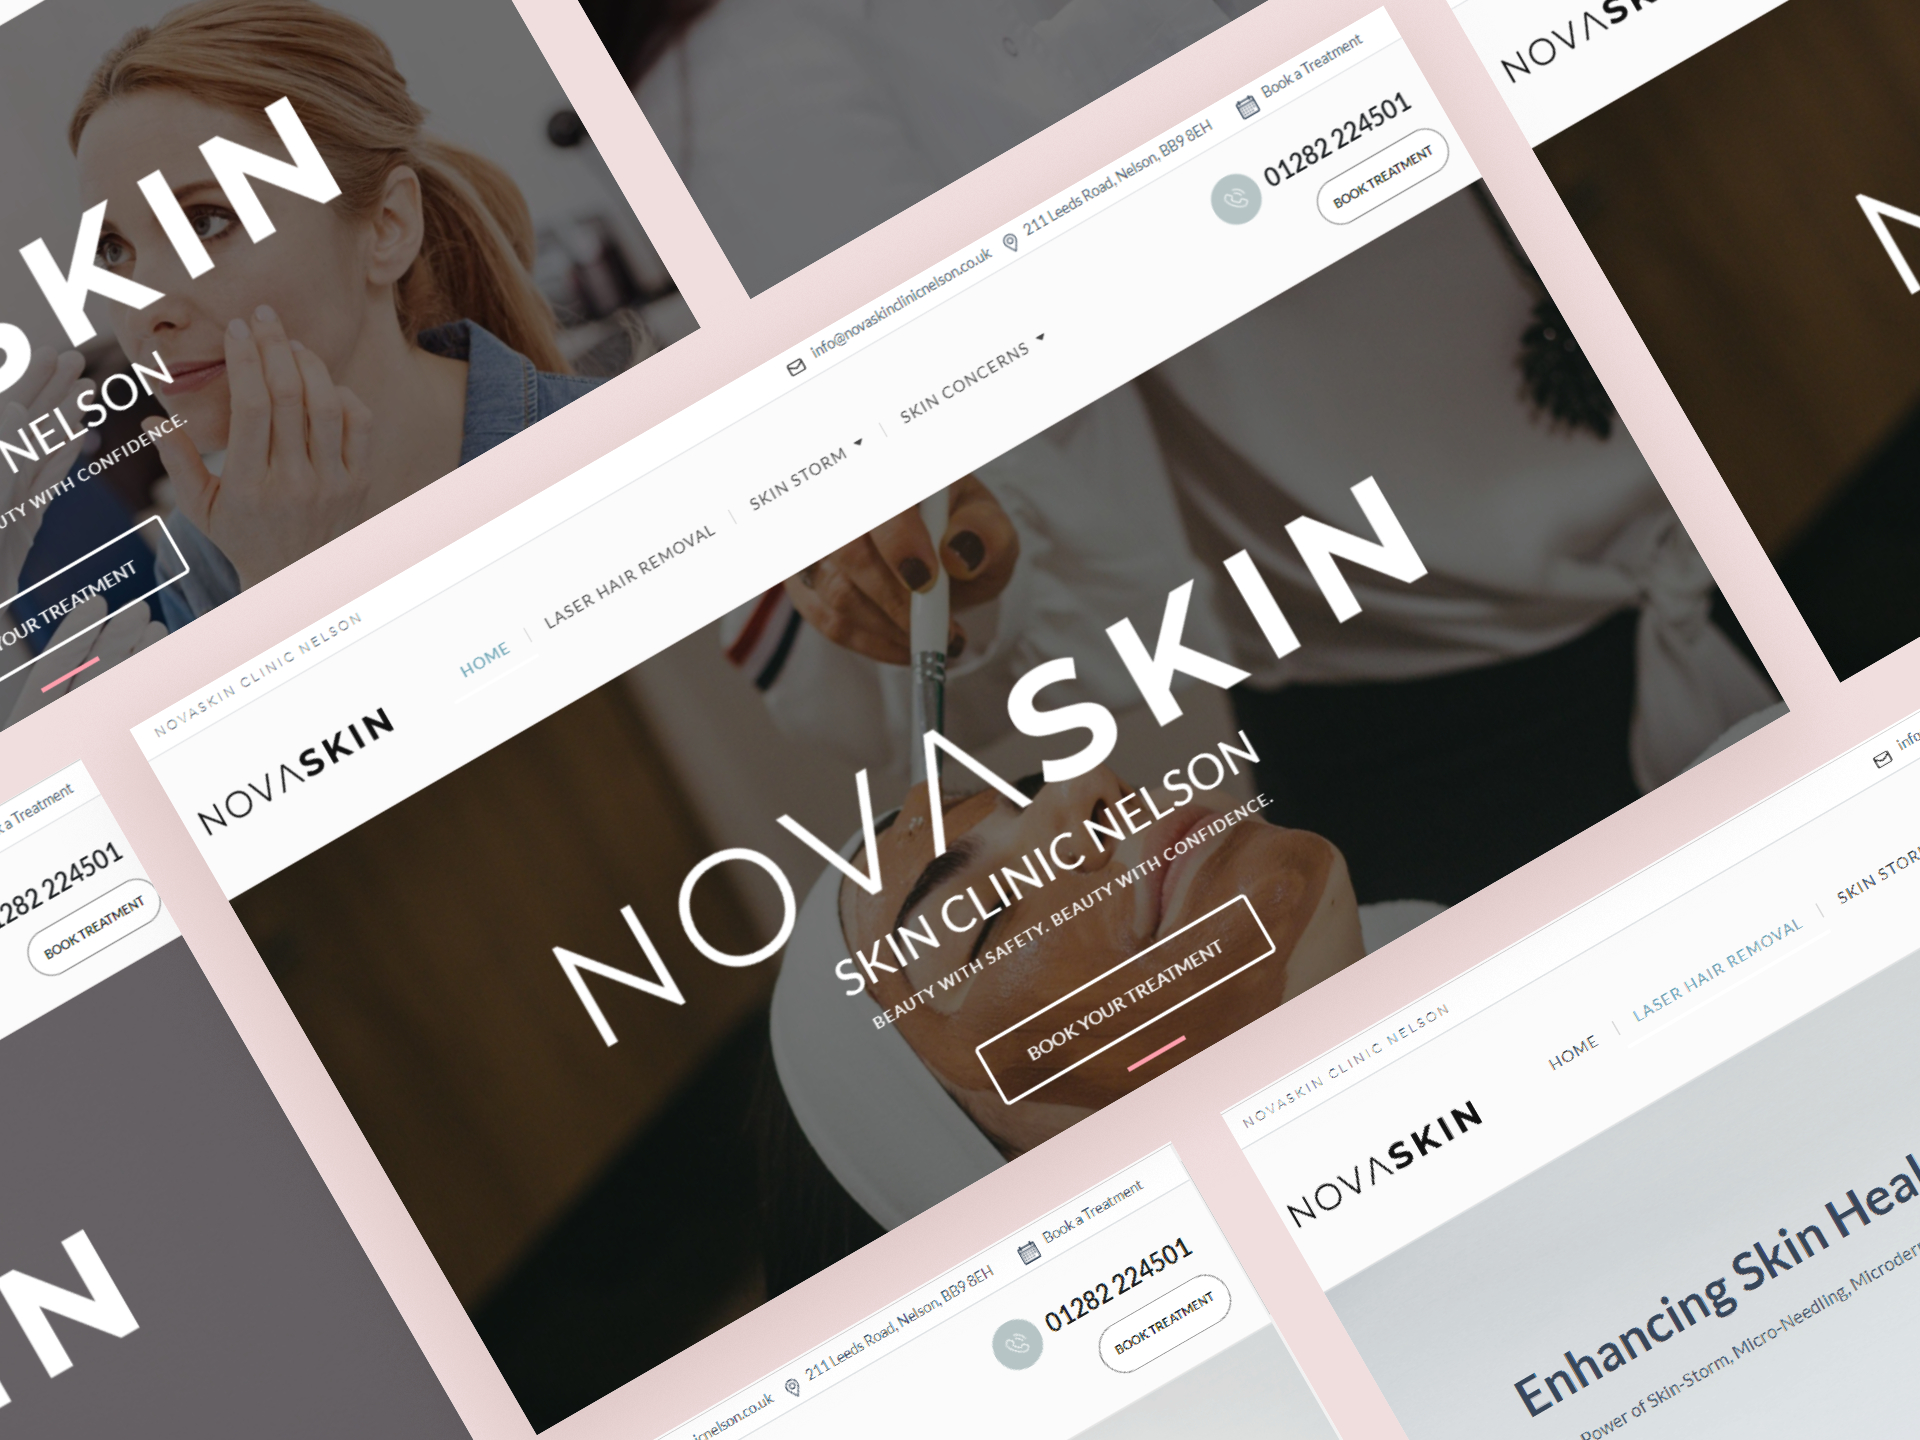 SKIN
NELSON
BEAUTY WITH CONFIDENCE.
YOUR TREATMENT
NOVASK
Book a Treatment
01282 224501
BOOK TREATMENT
info@novaskinclinicnelson.co.uk
211 Leeds Road, Nelson, BB9 8EH
NOVASKIN CLINIC NELSON
NOVASKIN
HOME
LASER HAIR REMOVAL
SKIN STORM
SKIN CONCERNS
NOVASKIN
SKIN CLINIC NELSON
BEAUTY WITH SAFETY. BEAUTY WITH CONFIDENCE.
BOOK YOUR TREATMENT
a Treatment
282 224501
BOOK TREATMENT
N
Book a Treatment
211 Leeds Road, Nelson, BB9 8EH
nelson.co.uk
01282 224501
BOOK TREATMENT
info
NOVASKIN CLINIC NELSON
NOVASKIN
HOME
LASER HAIR REMOVAL
SKIN STOR
Enhancing Skin Heal
Power of Skin-Storm, Micro-Needling, Microder